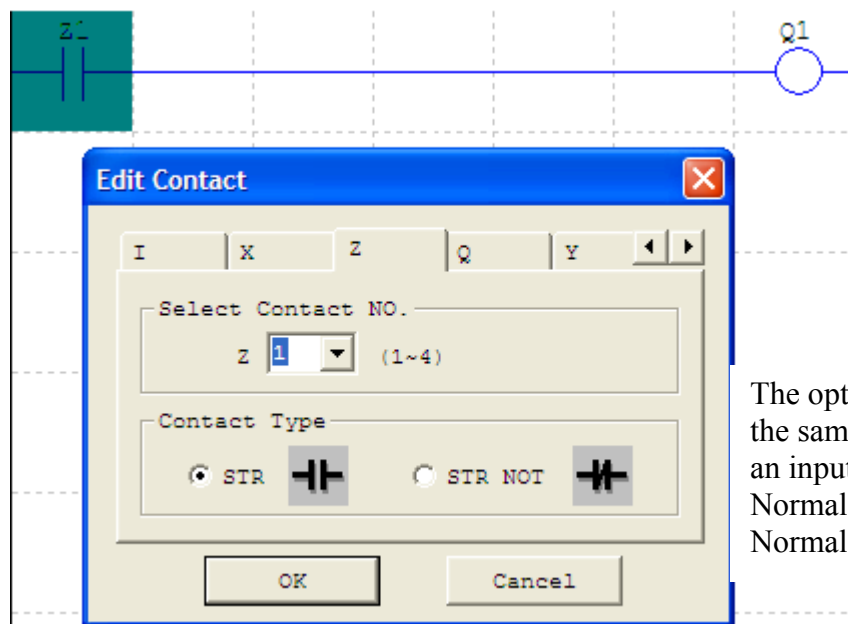 Z1 Q1
Edit Contact
I X Z Q Y
Select Contact NO.
Z 1 (1~4)
Contact Type
STR STR NOT
OK Cancel
The opt
the sam
an input
Normal
Normal